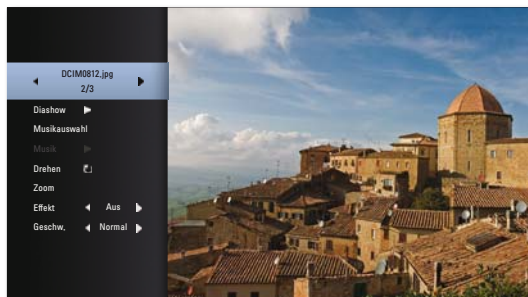 DCIM0812.jpg
2/3
Diashow
Musikauswahl
Musik
Drehen
Zoom
Effekt Aus
Geschw. Normal